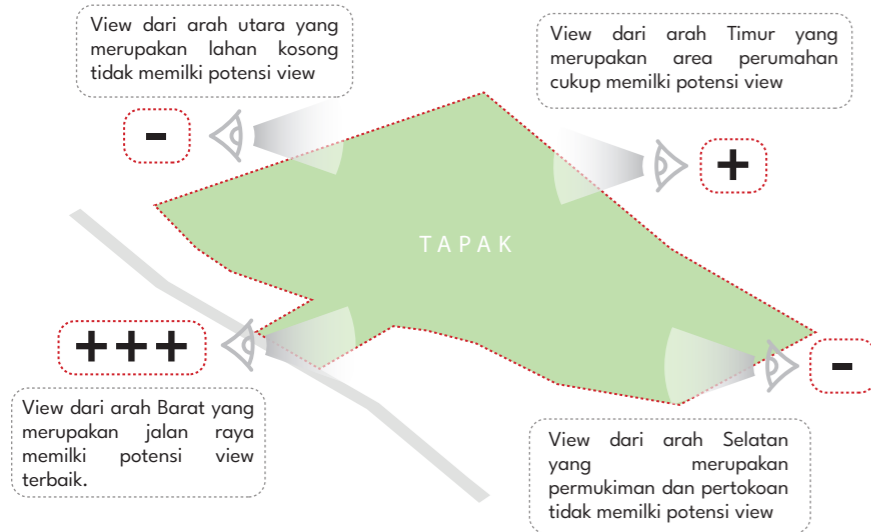 View dari arah utara yang
merupakan lahan kosong
tidak memilki potensi view
View dari arah Timur yang
merupakan area perumahan
cukup memilki potensi view
-
+
TAPAK
+++
-
View dari arah Barat yang
merupakan jalan raya
memilki potensi view
terbaik.
View dari arah Selatan
yang merupakan
permukiman dan pertokoan
tidak memilki potensi view